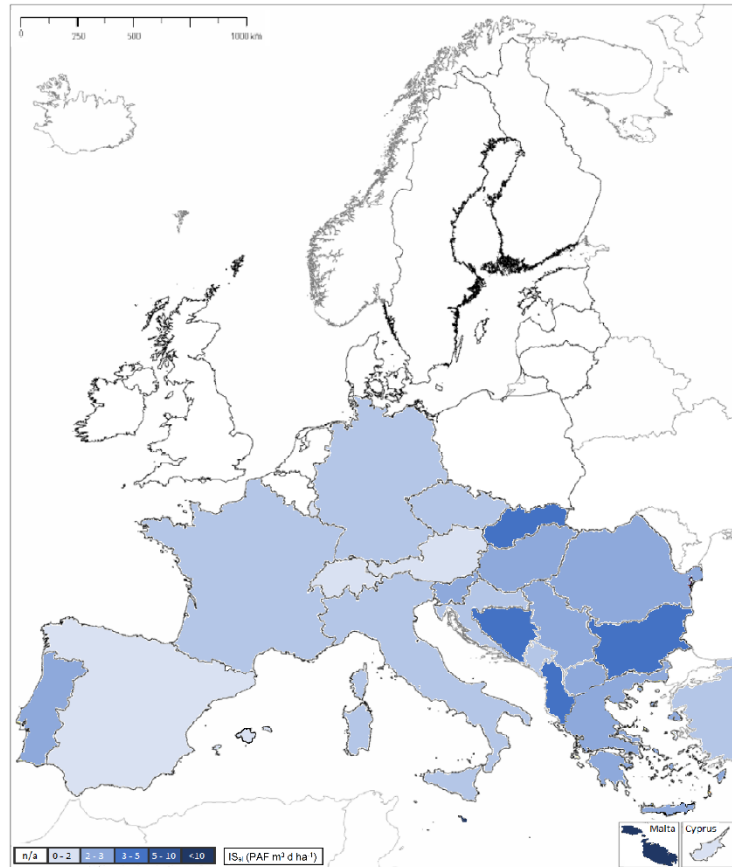 0 250 500 1000 km
Malta Cyprus
n/a 0 - 2 2 - 3 3 - 5 5 - 10 <10 ISai (PAF m³ d ha⁻¹)